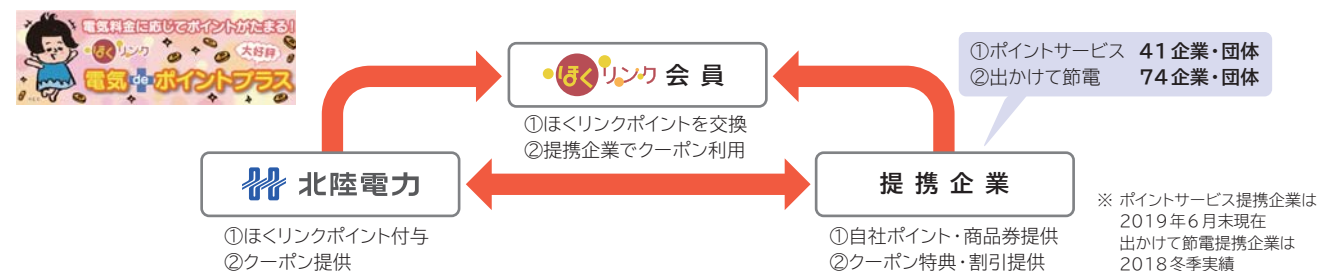 電気料金に応じてポイントがたまる!
ほくリンク 大好評
電気deポイントプラス
ほくリンク 会員
①ほくリンクポイントを交換
②提携企業でクーポン利用
①ポイントサービス 41企業・団体
②出かけて節電 74企業・団体
北陸電力
①ほくリンクポイント付与
②クーポン提供
提携企業
①自社ポイント・商品券提供
②クーポン特典・割引提供
※ ポイントサービス提携企業は
2019年6月末現在
出かけて節電提携企業は
2018冬季実績